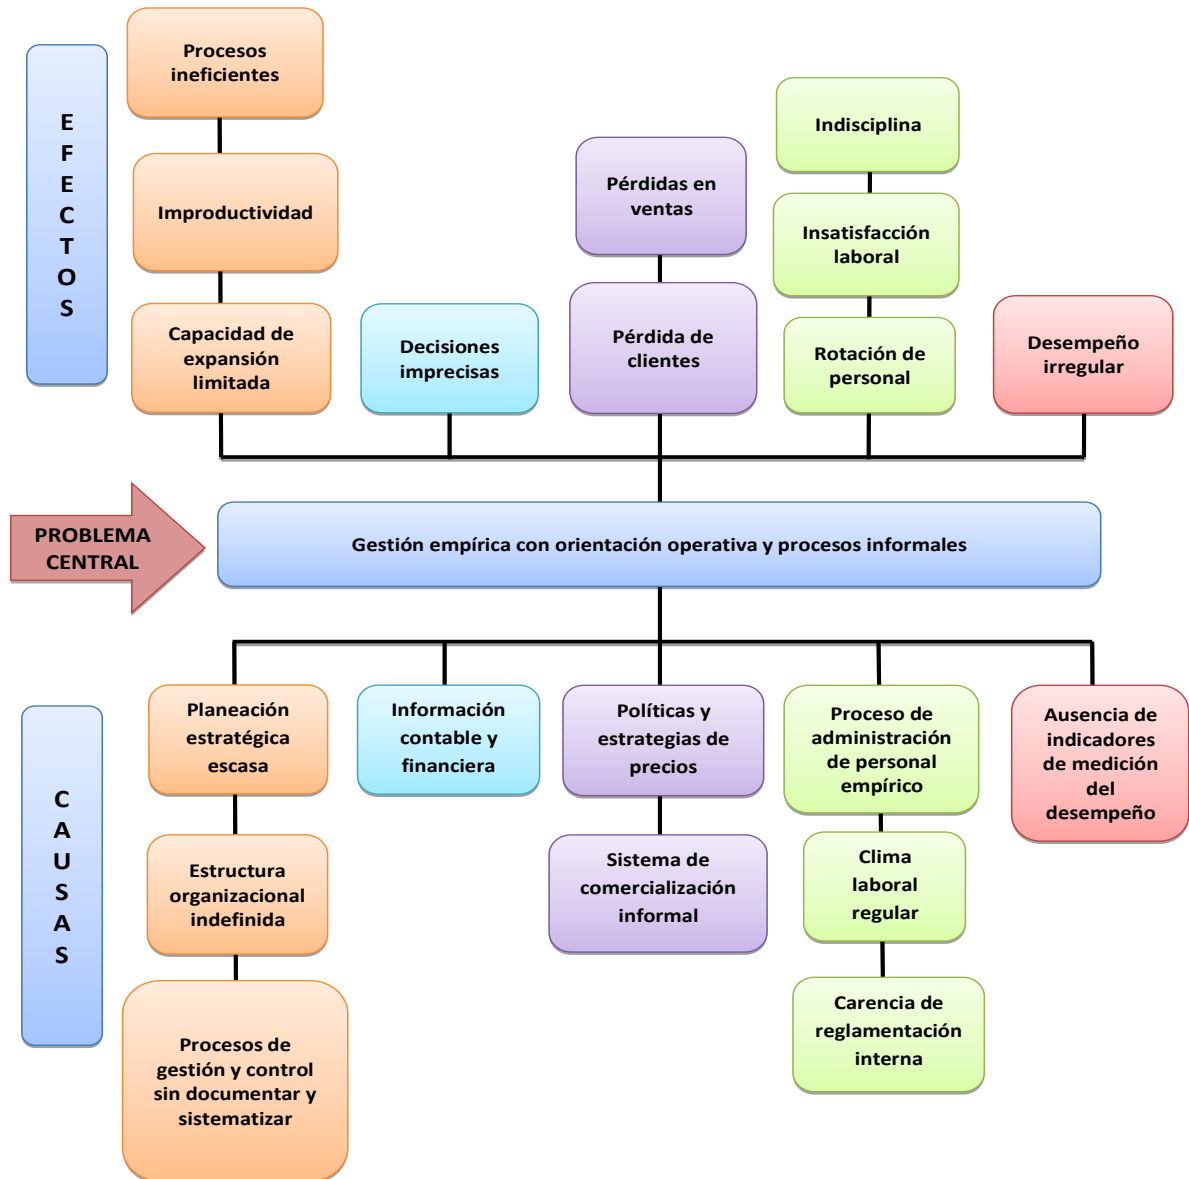 EFECTOS
Procesos
ineficientes
Improductividad
Capacidad de
expansión
limitada
Decisiones
imprecisas
Pérdidas en
ventas
Pérdida de
clientes
Indisciplina
Insatisfacción
laboral
Rotación de
personal
Desempeño
irregular
PROBLEMA
CENTRAL
Gestión empírica con orientación operativa y procesos informales
CAUSAS
Planeación
estratégica
escasa
Estructura
organizacional
indefinida
Procesos de
gestión y control
sin documentar y
sistematizar
Información
contable y
financiera
Políticas y
estrategias de
precios
Sistema de
comercialización
informal
Proceso de
administración
de personal
empírico
Clima
laboral
regular
Carencia de
reglamentación
interna
Ausencia de
indicadores
de medición
del
desempeño